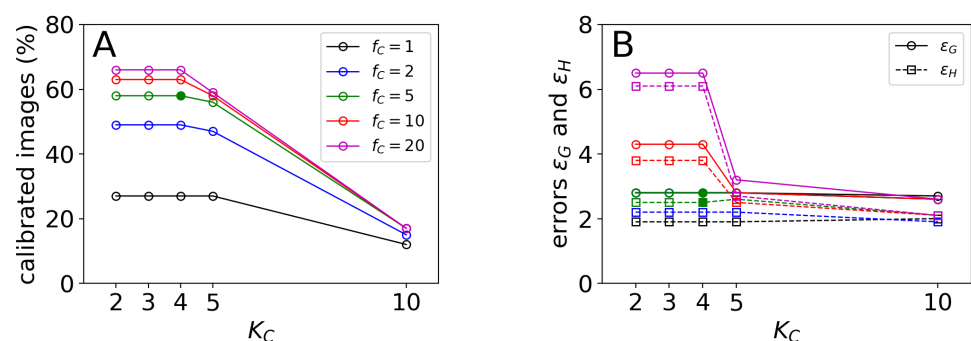 A
calibrated images (%)
80
60
40
20
0
2 3 4 5 10
K_C
f_C = 1
f_C = 2
f_C = 5
f_C = 10
f_C = 20
B
errors ε_G and ε_H
8
6
4
2
0
2 3 4 5 10
K_C
ε_G
ε_H